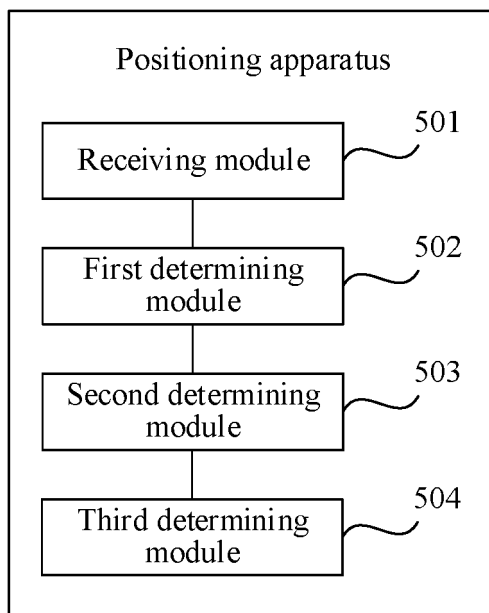 Positioning apparatus
501
Receiving module
502
First determining
module
503
Second determining
module
504
Third determining
module